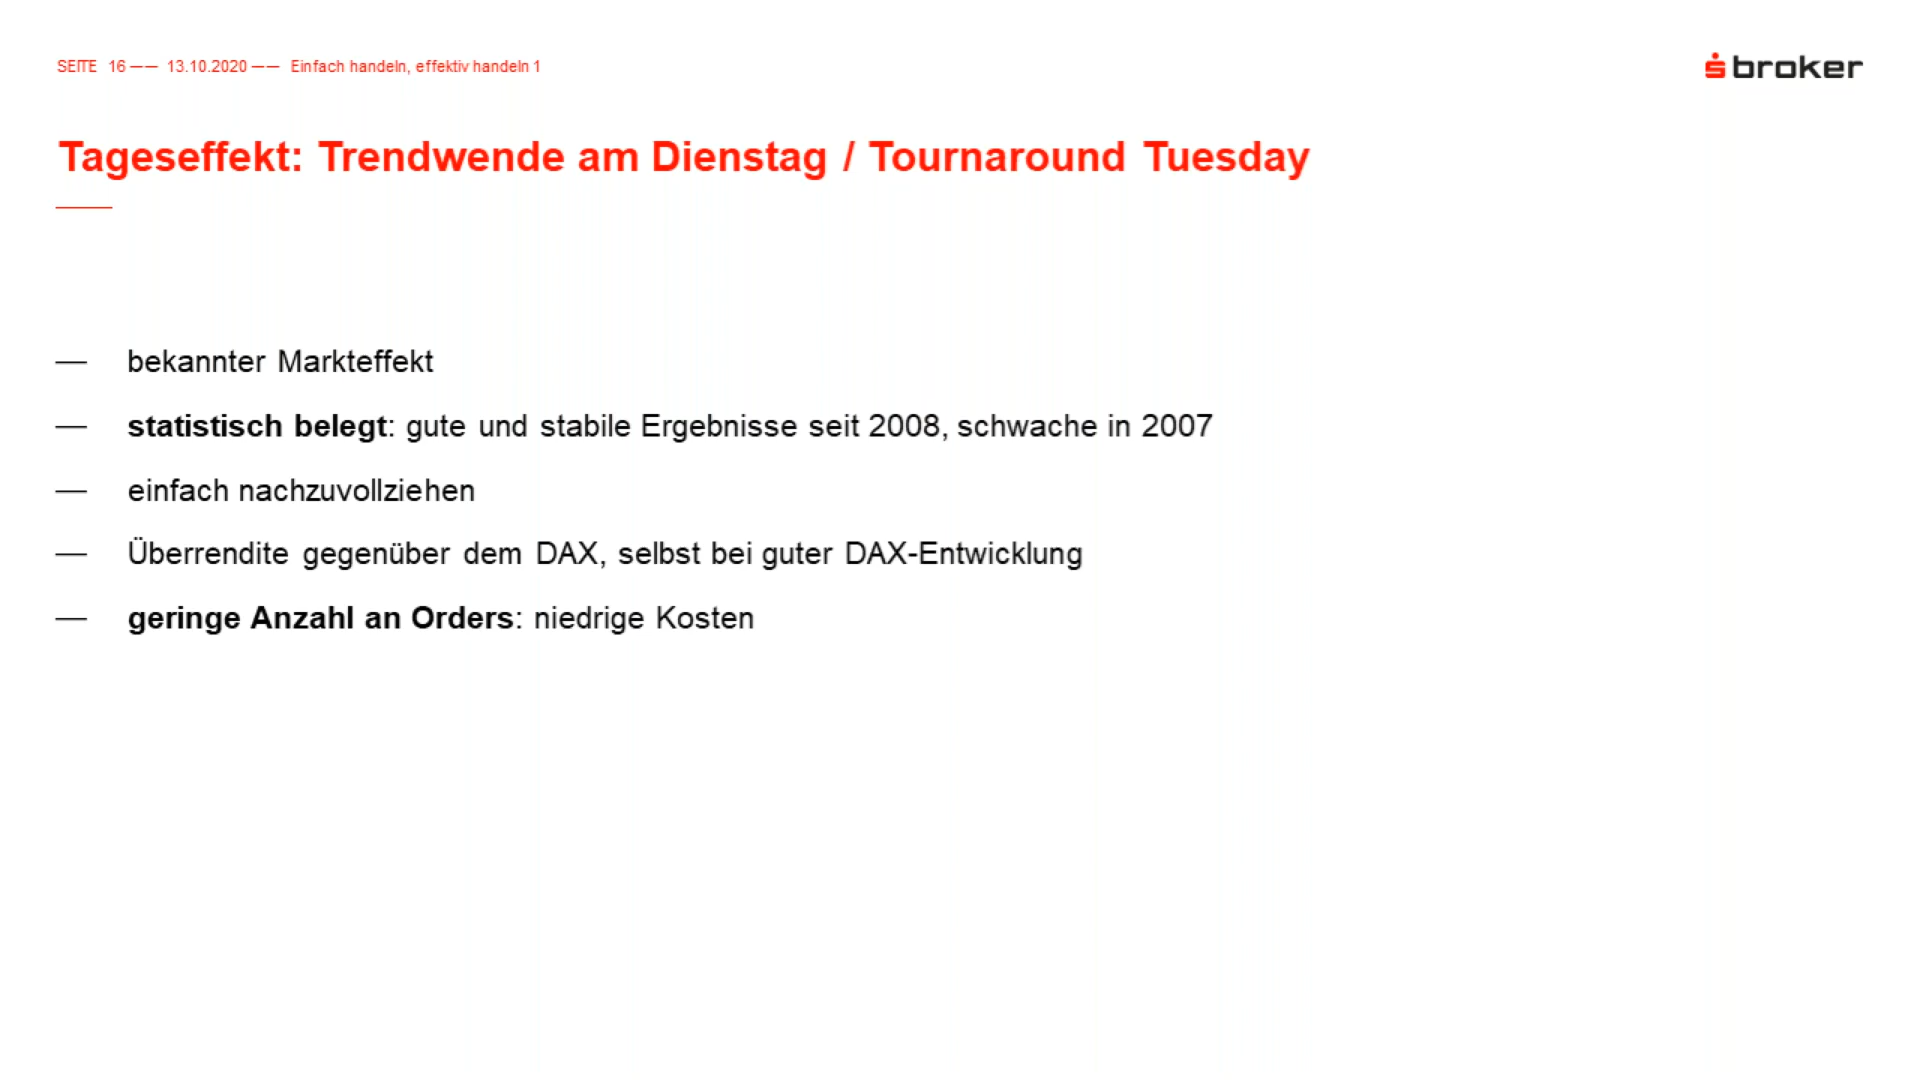 SEITE 16 —— 13.10.2020 —— Einfach handeln, effektiv handeln 1
broker
Tageseffekt: Trendwende am Dienstag / Tournaround Tuesday
— bekannter Markteffekt
— statistisch belegt: gute und stabile Ergebnisse seit 2008, schwache in 2007
— einfach nachzuvollziehen
— Überrendite gegenüber dem DAX, selbst bei guter DAX-Entwicklung
— geringe Anzahl an Orders: niedrige Kosten